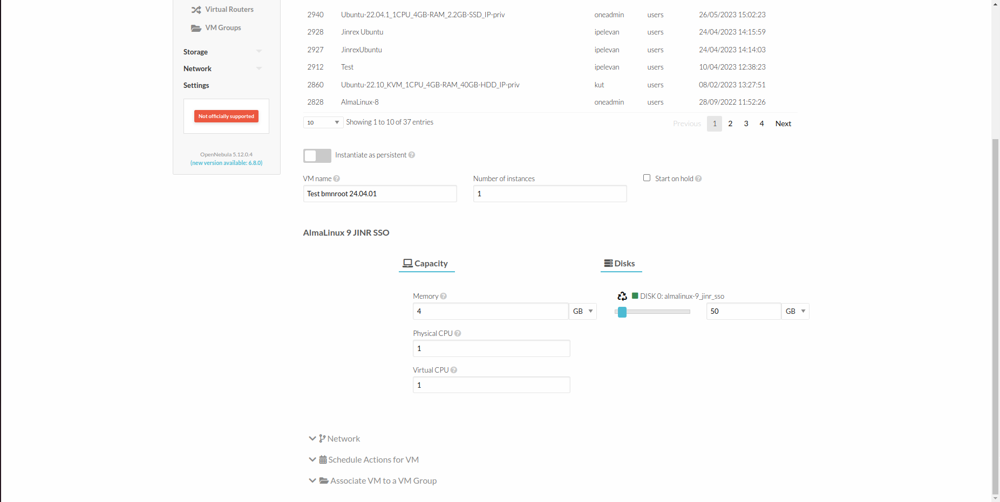 Virtual Routers
VM Groups
Storage
Network
Settings
Not officially supported
OpenNebula 5.12.0.4
(new version available: 6.8.0)
2940 Ubuntu-22.04.1_1CPU_4GB-RAM_2.2GB-SSD_IP-priv oneadmin users 26/05/2023 15:02:23
2928 Jinrex Ubuntu ipelevan users 24/04/2023 14:15:59
2927 JinrexUbuntu ipelevan users 24/04/2023 14:14:03
2912 Test ipelevan users 10/04/2023 12:38:23
2860 Ubuntu-22.10_KVM_1CPU_4GB-RAM_40GB-HDD_IP-priv kut users 08/02/2023 13:27:51
2828 AlmaLinux-8 oneadmin users 28/09/2022 11:52:26
10 Showing 1 to 10 of 37 entries Previous 1 2 3 4 Next
Instantiate as persistent
VM name Number of instances Start on hold
Test bmnroot 24.04.01 1
AlmaLinux 9 JINR SSO
Capacity Disks
Memory DISK 0: almalinux-9_jinr_sso
4 GB 50 GB
Physical CPU
1
Virtual CPU
1
Network
Schedule Actions for VM
Associate VM to a VM Group